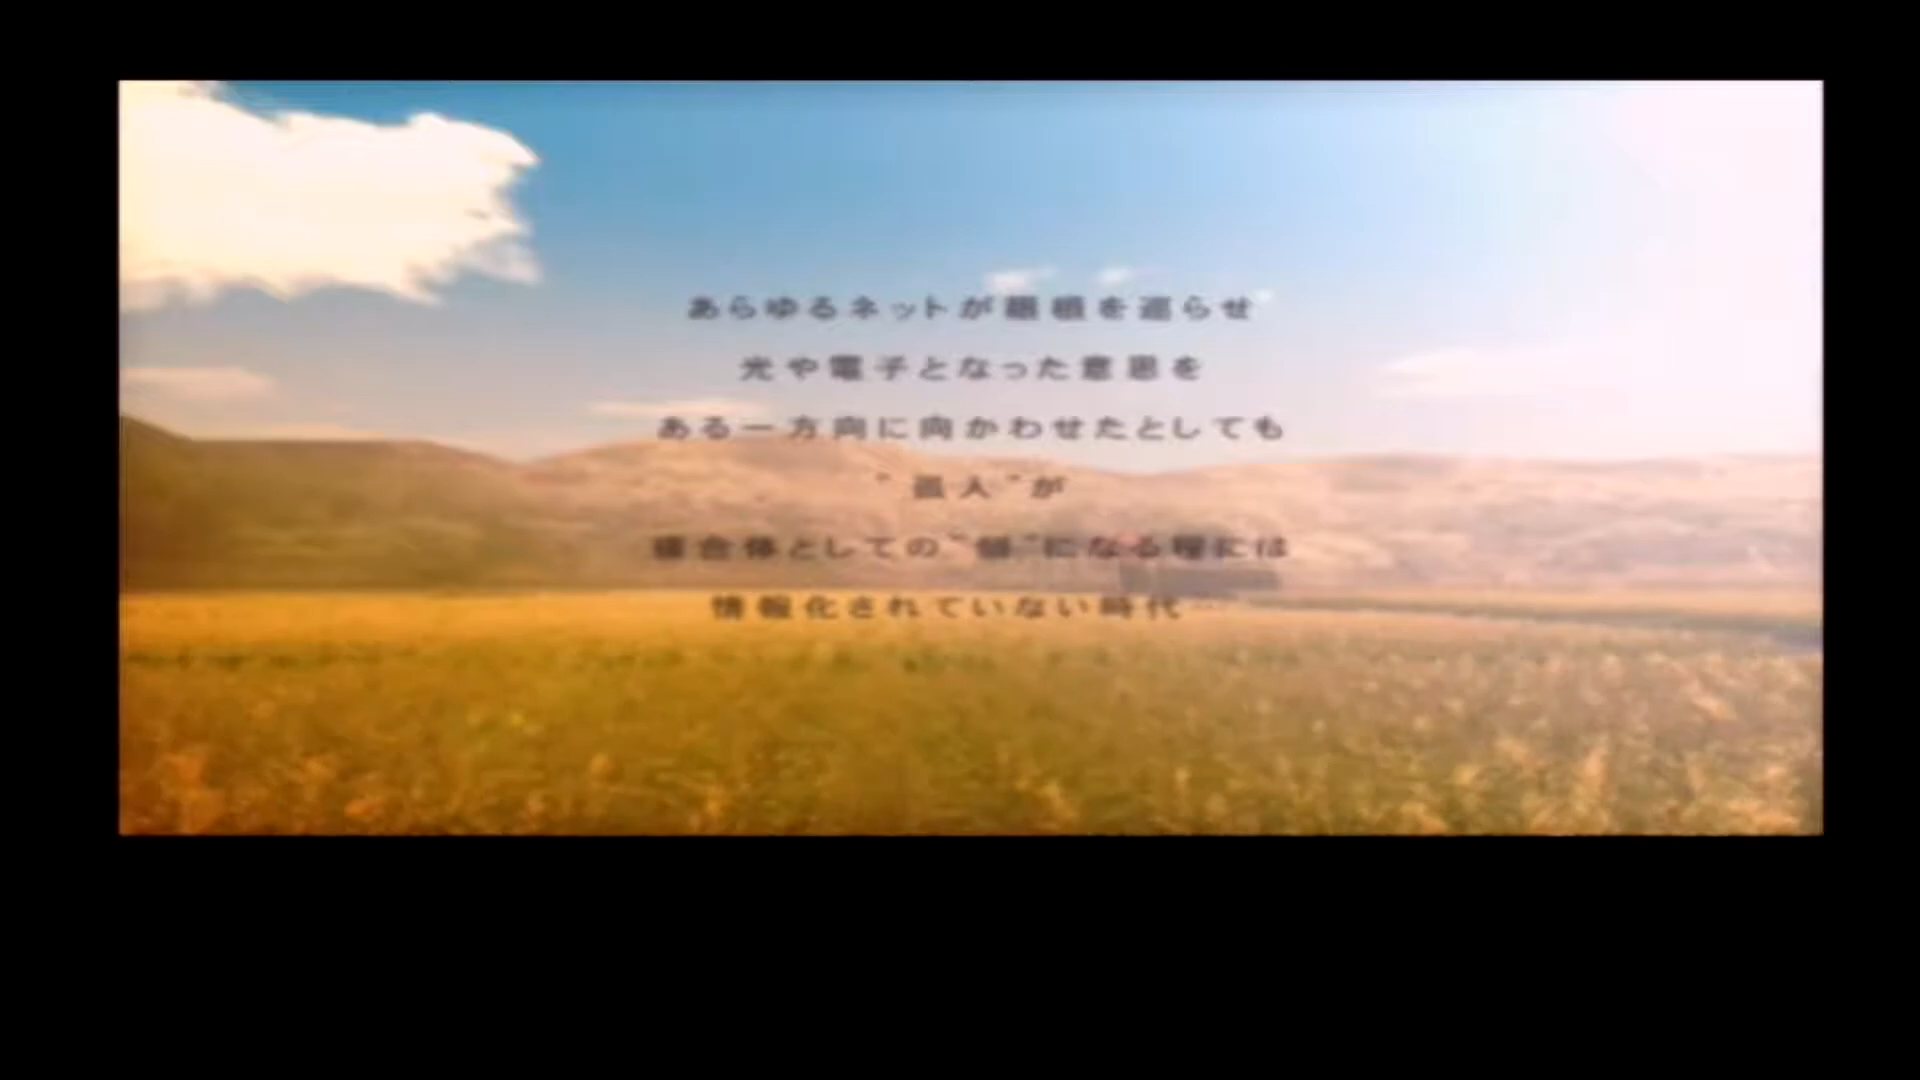 あらゆるネットが眼根を巡らせ
光や電子となった意思を
ある一方向に向かわせたとしても
“孤人”が
複合体としての“個”になる程には
情報化されていない時代…